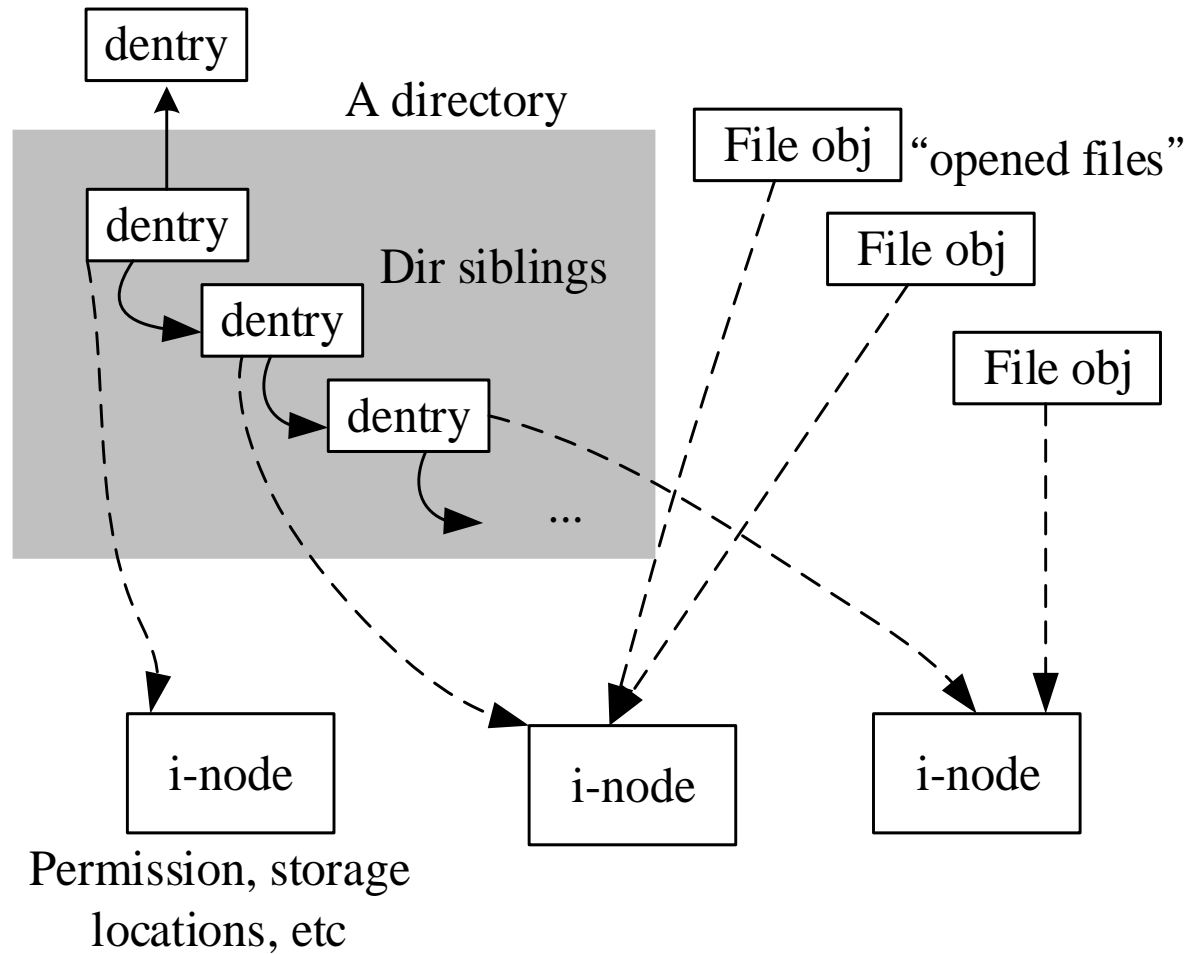 dentry
A directory
File obj
“opened files”
dentry
File obj
Dir siblings
dentry
File obj
dentry
...
i-node
i-node
i-node
Permission, storage
locations, etc